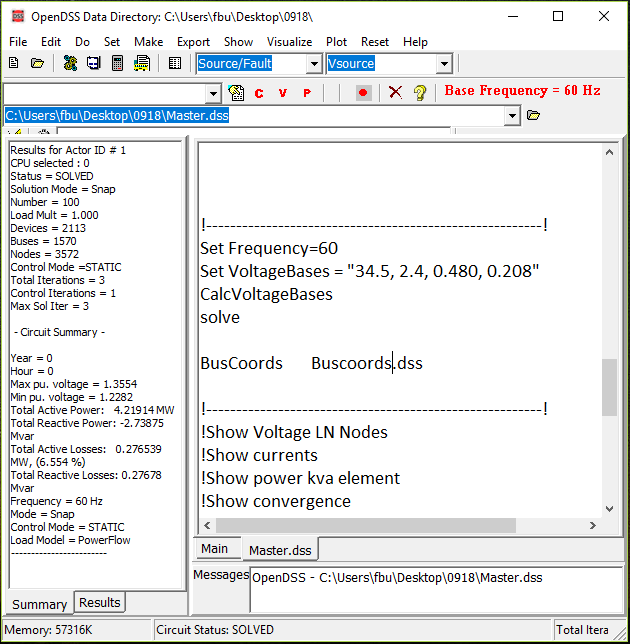 OpenDSS Data Directory: C:\Users\fbu\Desktop\0918\
File Edit Do Set Make Export Show Visualize Plot Reset Help
Source/Fault Vsource
C V P Base Frequency = 60 Hz
C:\Users\fbu\Desktop\0918\Master.dss
Results for Actor ID # 1
CPU selected : 0
Status = SOLVED
Solution Mode = Snap
Number = 100
Load Mult = 1.000
Devices = 2113
Buses = 1570
Nodes = 3572
Control Mode =STATIC
Total Iterations = 3
Control Iterations = 1
Max Sol Iter = 3
- Circuit Summary -
Year = 0
Hour = 0
Max pu. voltage = 1.3554
Min pu. voltage = 1.2282
Total Active Power: 4.21914 MW
Total Reactive Power: -2.73875
Mvar
Total Active Losses: 0.276539
MW, (6.554 %)
Total Reactive Losses: 0.27678
Mvar
Frequency = 60 Hz
Mode = Snap
Control Mode = STATIC
Load Model = PowerFlow
------------------------
Summary Results
!--------------------------------------------------------!
Set Frequency=60
Set VoltageBases = "34.5, 2.4, 0.480, 0.208"
CalcVoltageBases
solve
BusCoords Buscoords.dss
!--------------------------------------------------------!
!Show Voltage LN Nodes
!Show currents
!Show power kva element
!Show convergence
Main Master.dss
Messages
OpenDSS - C:\Users\fbu\Desktop\0918\Master.dss
Memory: 57316K Circuit Status: SOLVED Total Itera